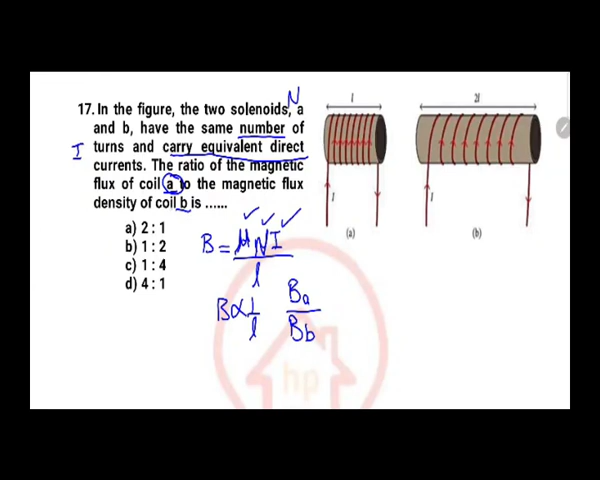 17. In the figure, the two solenoids, a
and b, have the same number of
turns and carry equivalent direct
currents. The ratio of the magnetic
flux of coil a to the magnetic flux
density of coil b is ......
a) 2 : 1
b) 1 : 2
c) 1 : 4
d) 4 : 1
N
I
B = μNI / l
B ∝ 1 / l
Ba / Bb
l
2l
I
I
(a)
(b)
hp